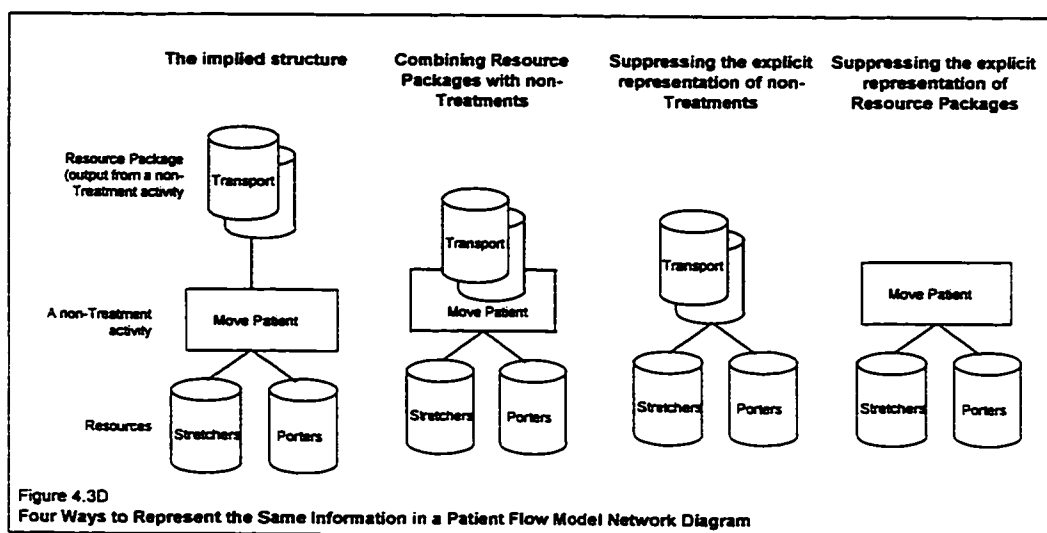 The implied structure
Combining Resource
Packages with non-
Treatments
Suppressing the explicit
representation of non-
Treatments
Suppressing the explicit
representation of
Resource Packages
Resource Package
(output from a non-
Treatment activity
Transport
Transport
Transport
A non-Treatment
activity
Move Patient
Move Patient
Move Patient
Resources
Stretchers
Porters
Stretchers
Porters
Stretchers
Porters
Stretchers
Porters
Figure 4.3D
Four Ways to Represent the Same Information in a Patient Flow Model Network Diagram